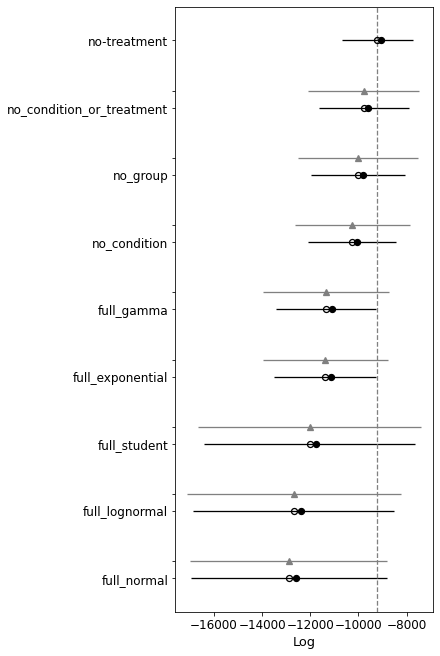 no-treatment
no_condition_or_treatment
no_group
no_condition
full_gamma
full_exponential
full_student
full_lognormal
full_normal
−16000 −14000 −12000 −10000 −8000
Log